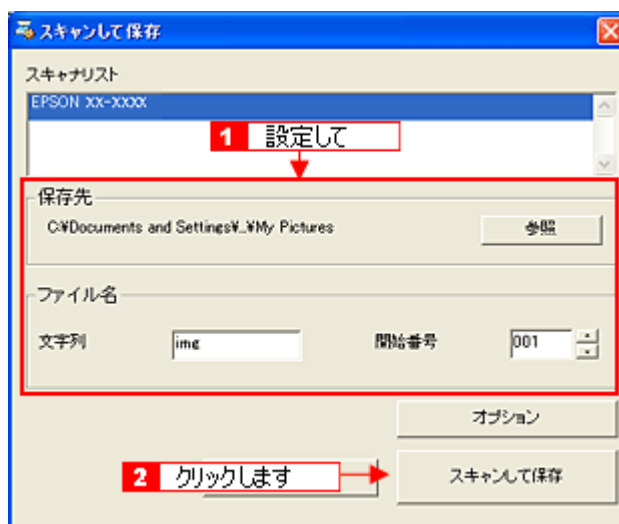 スキャンして保存
スキャナリスト
EPSON XX-XXXX
1 設定して
保存先
C:¥Documents and Settings¥...¥My Pictures
参照
ファイル名
文字列
img
開始番号
001
オプション
2 クリックします
スキャンして保存